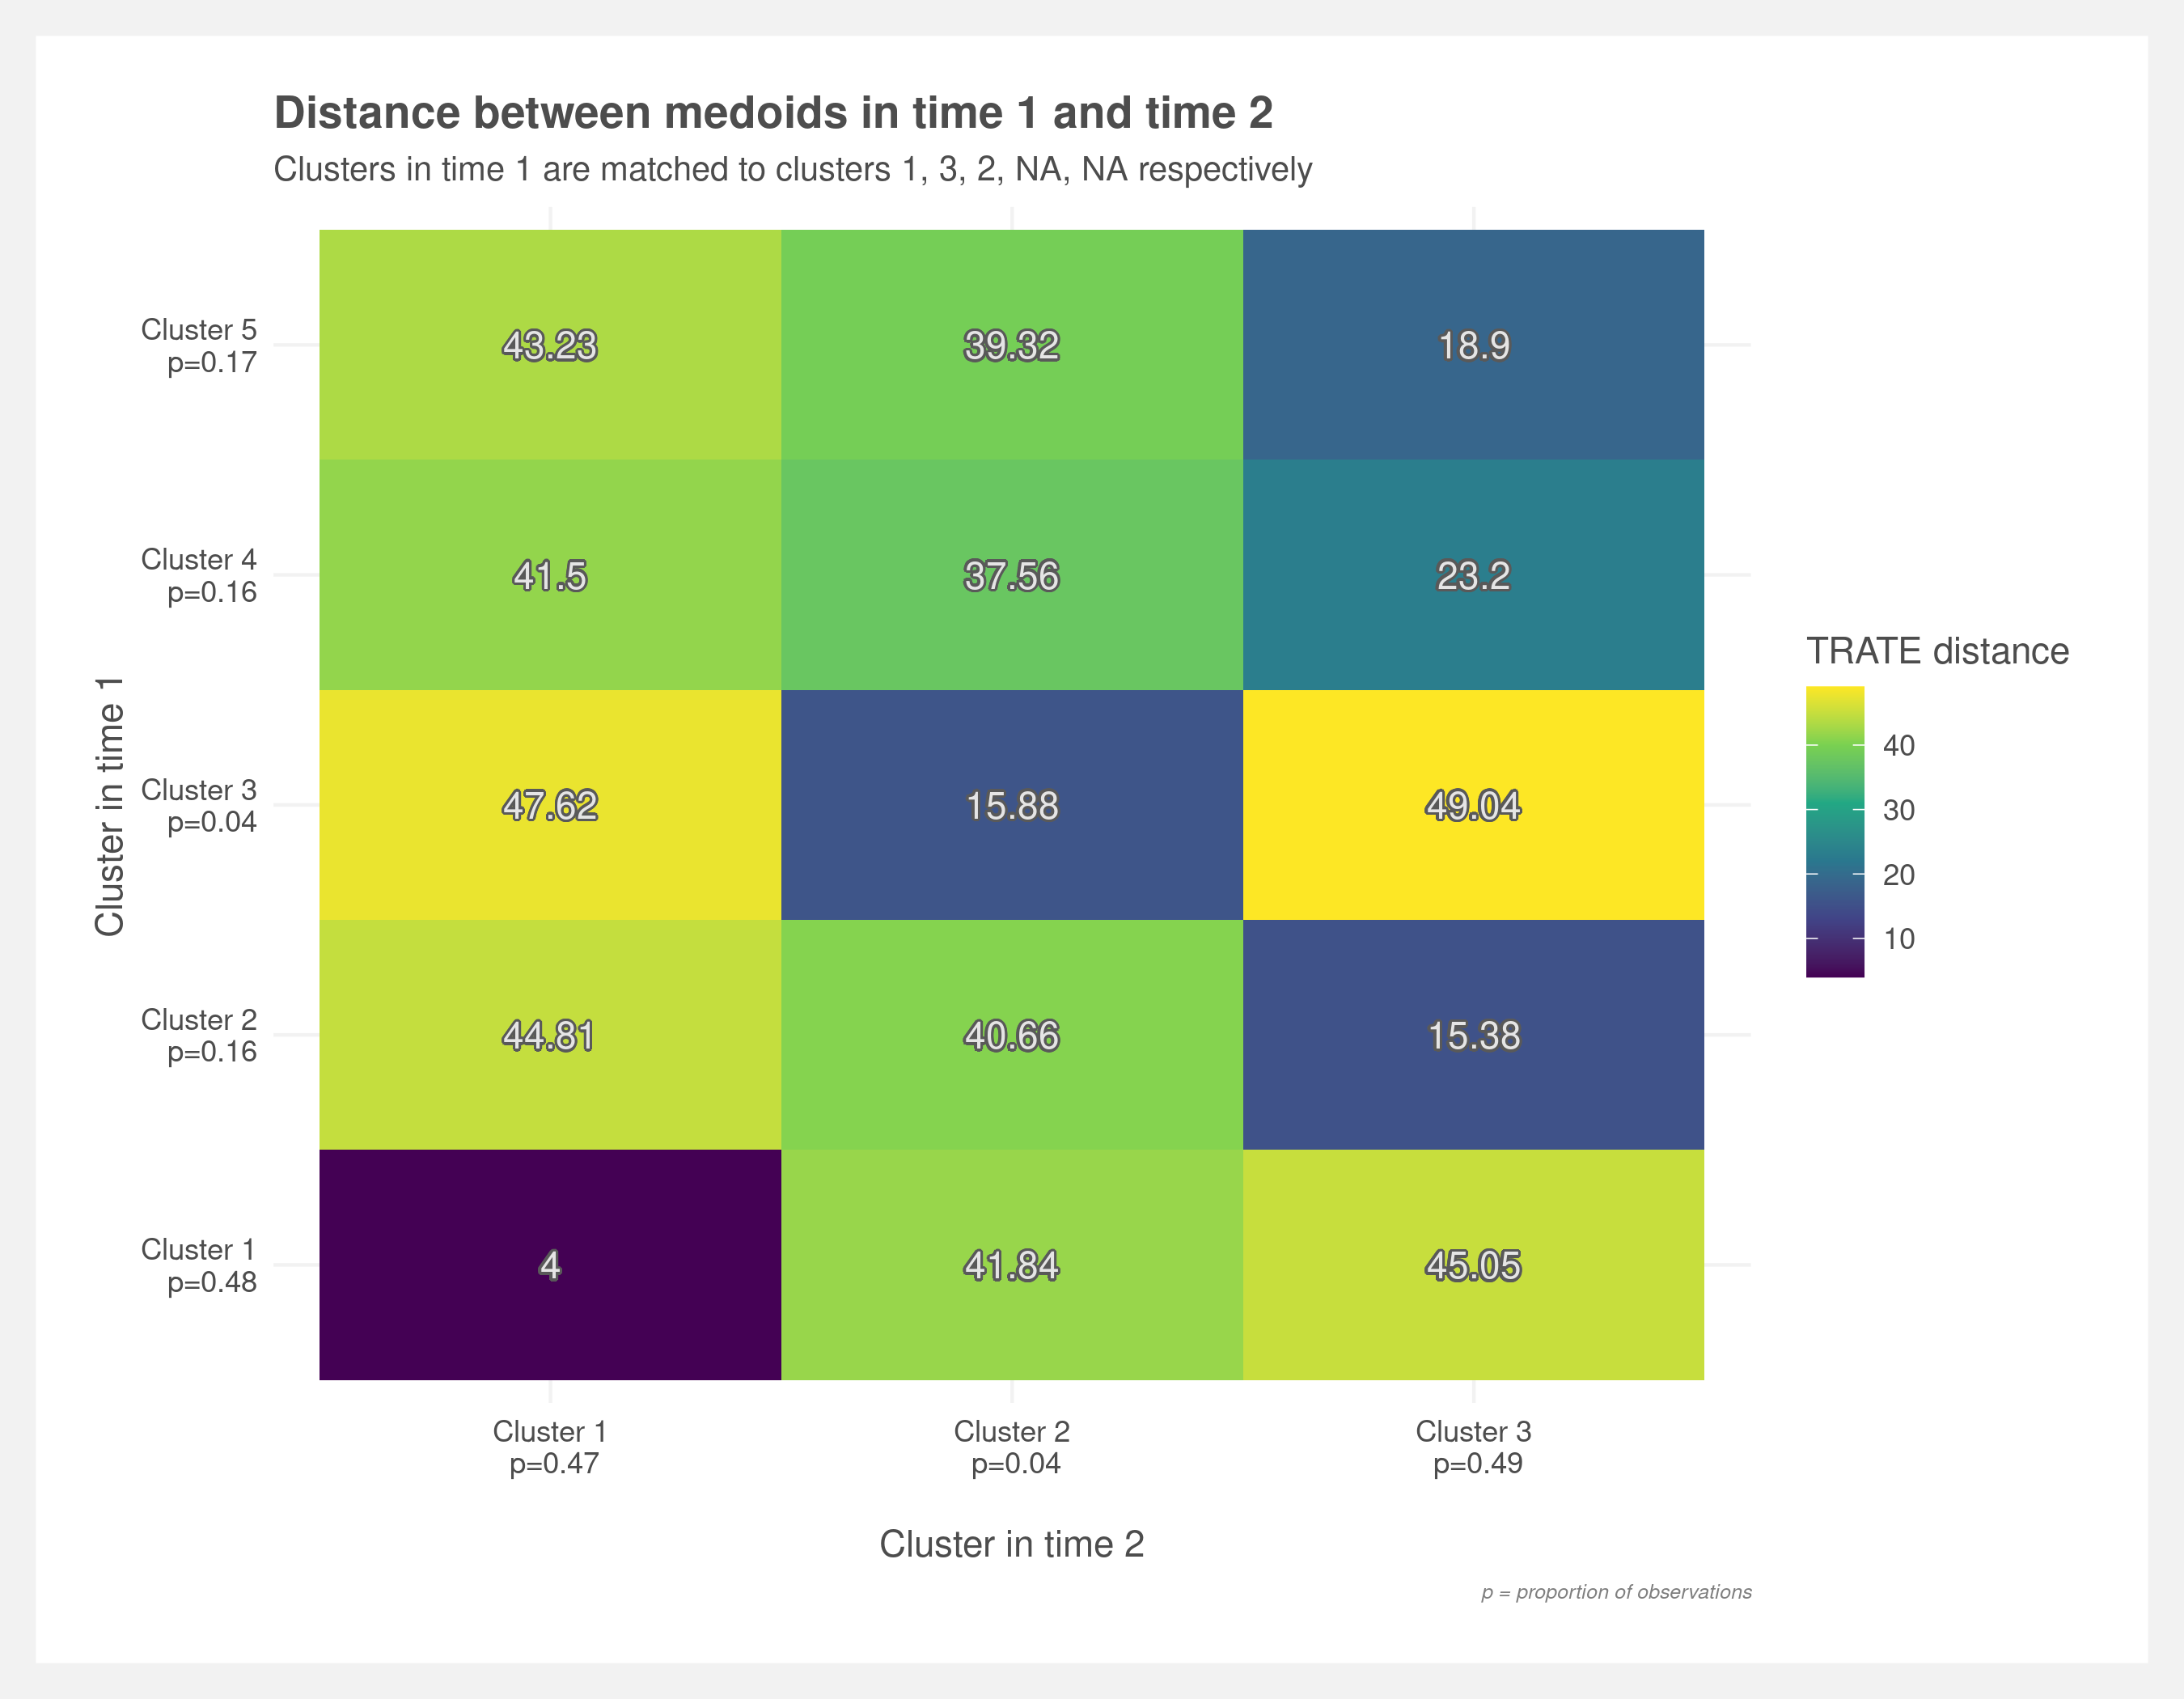 Distance between medoids in time 1 and time 2
Clusters in time 1 are matched to clusters 1, 3, 2, NA, NA respectively
Cluster in time 1
Cluster 5
p=0.17
43.23 39.32 18.9
Cluster 4
p=0.16
41.5 37.56 23.2
Cluster 3
p=0.04
47.62 15.88 49.04
Cluster 2
p=0.16
44.81 40.66 15.38
Cluster 1
p=0.48
4 41.84 45.05
Cluster 1
p=0.47
Cluster 2
p=0.04
Cluster 3
p=0.49
Cluster in time 2
TRATE distance
40
30
20
10
p = proportion of observations